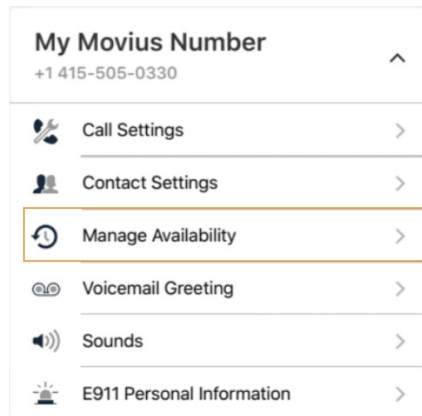 My Movius Number
+1 415-505-0330
Call Settings
Contact Settings
Manage Availability
Voicemail Greeting
Sounds
E911 Personal Information